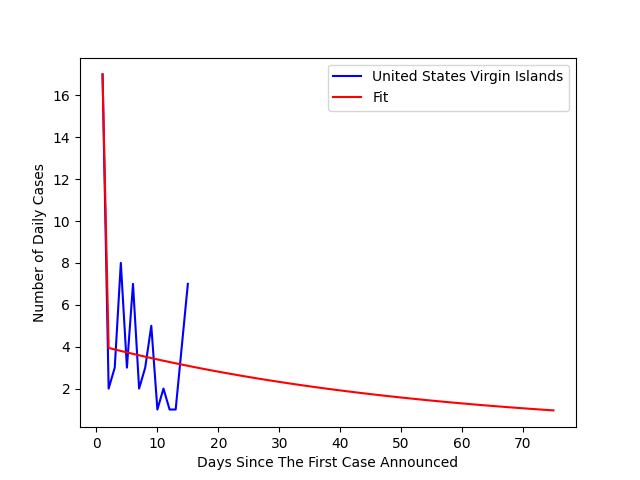 United States Virgin Islands
Fit
16
14
12
10
8
6
4
2
Number of Daily Cases
0 10 20 30 40 50 60 70
Days Since The First Case Announced